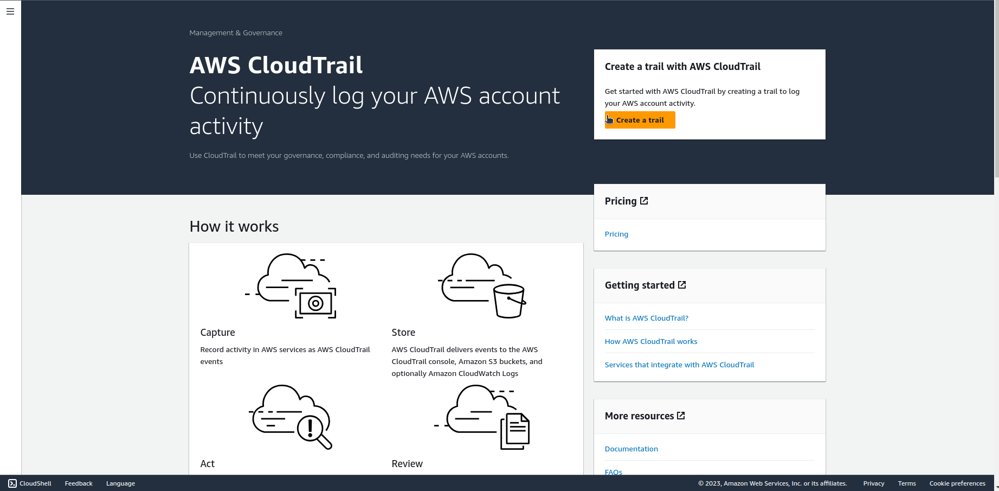 Management & Governance
AWS CloudTrail
Continuously log your AWS account
activity
Use CloudTrail to meet your governance, compliance, and auditing needs for your AWS accounts.
Create a trail with AWS CloudTrail
Get started with AWS CloudTrail by creating a trail to log
your AWS account activity.
Create a trail
How it works
Capture
Record activity in AWS services as AWS CloudTrail
events
Store
AWS CloudTrail delivers events to the AWS
CloudTrail console, Amazon S3 buckets, and
optionally Amazon CloudWatch Logs
Act
Review
Pricing
Pricing
Getting started
What is AWS CloudTrail?
How AWS CloudTrail works
Services that integrate with AWS CloudTrail
More resources
Documentation
FAQs
CloudShell
Feedback
Language
© 2023, Amazon Web Services, Inc. or its affiliates.
Privacy
Terms
Cookie preferences